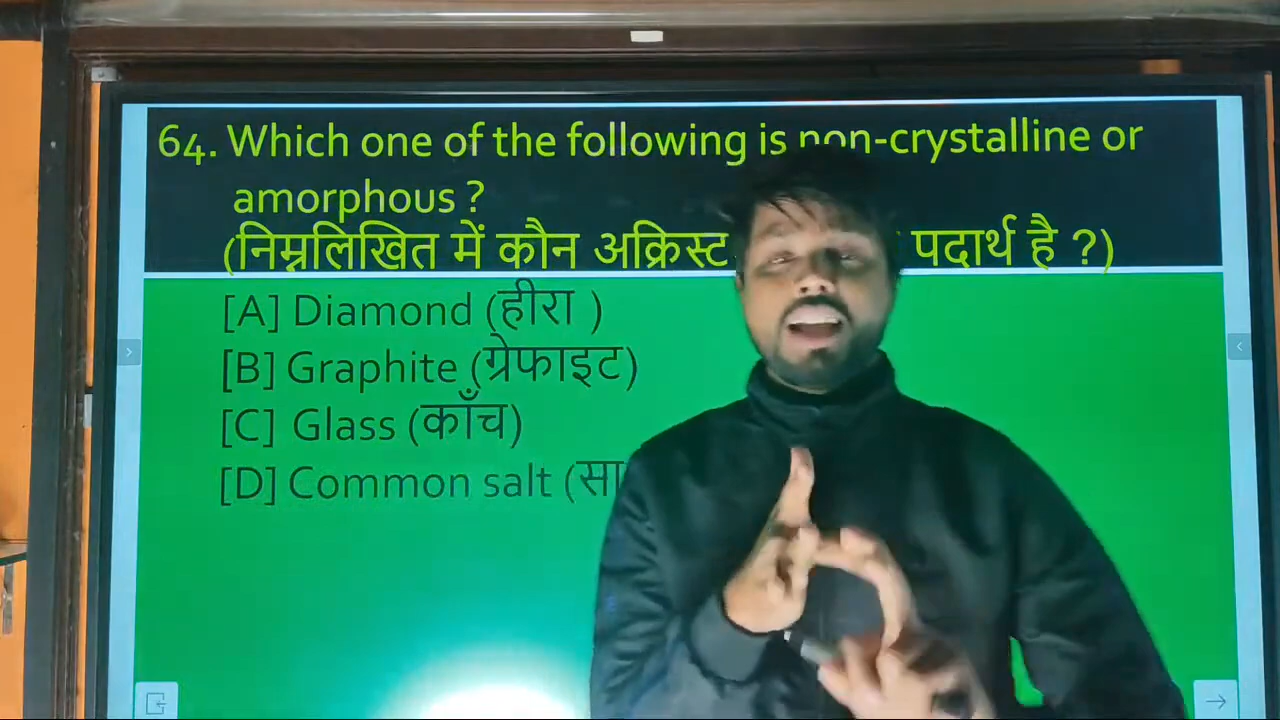 64. Which one of the following is non-crystalline or
amorphous ?
(निम्नलिखित में कौन पदार्थ है ?)
[A] Diamond (हीरा )
[B] Graphite (ग्रेफाइट)
[C] Glass (काँच)
[D] Common salt (